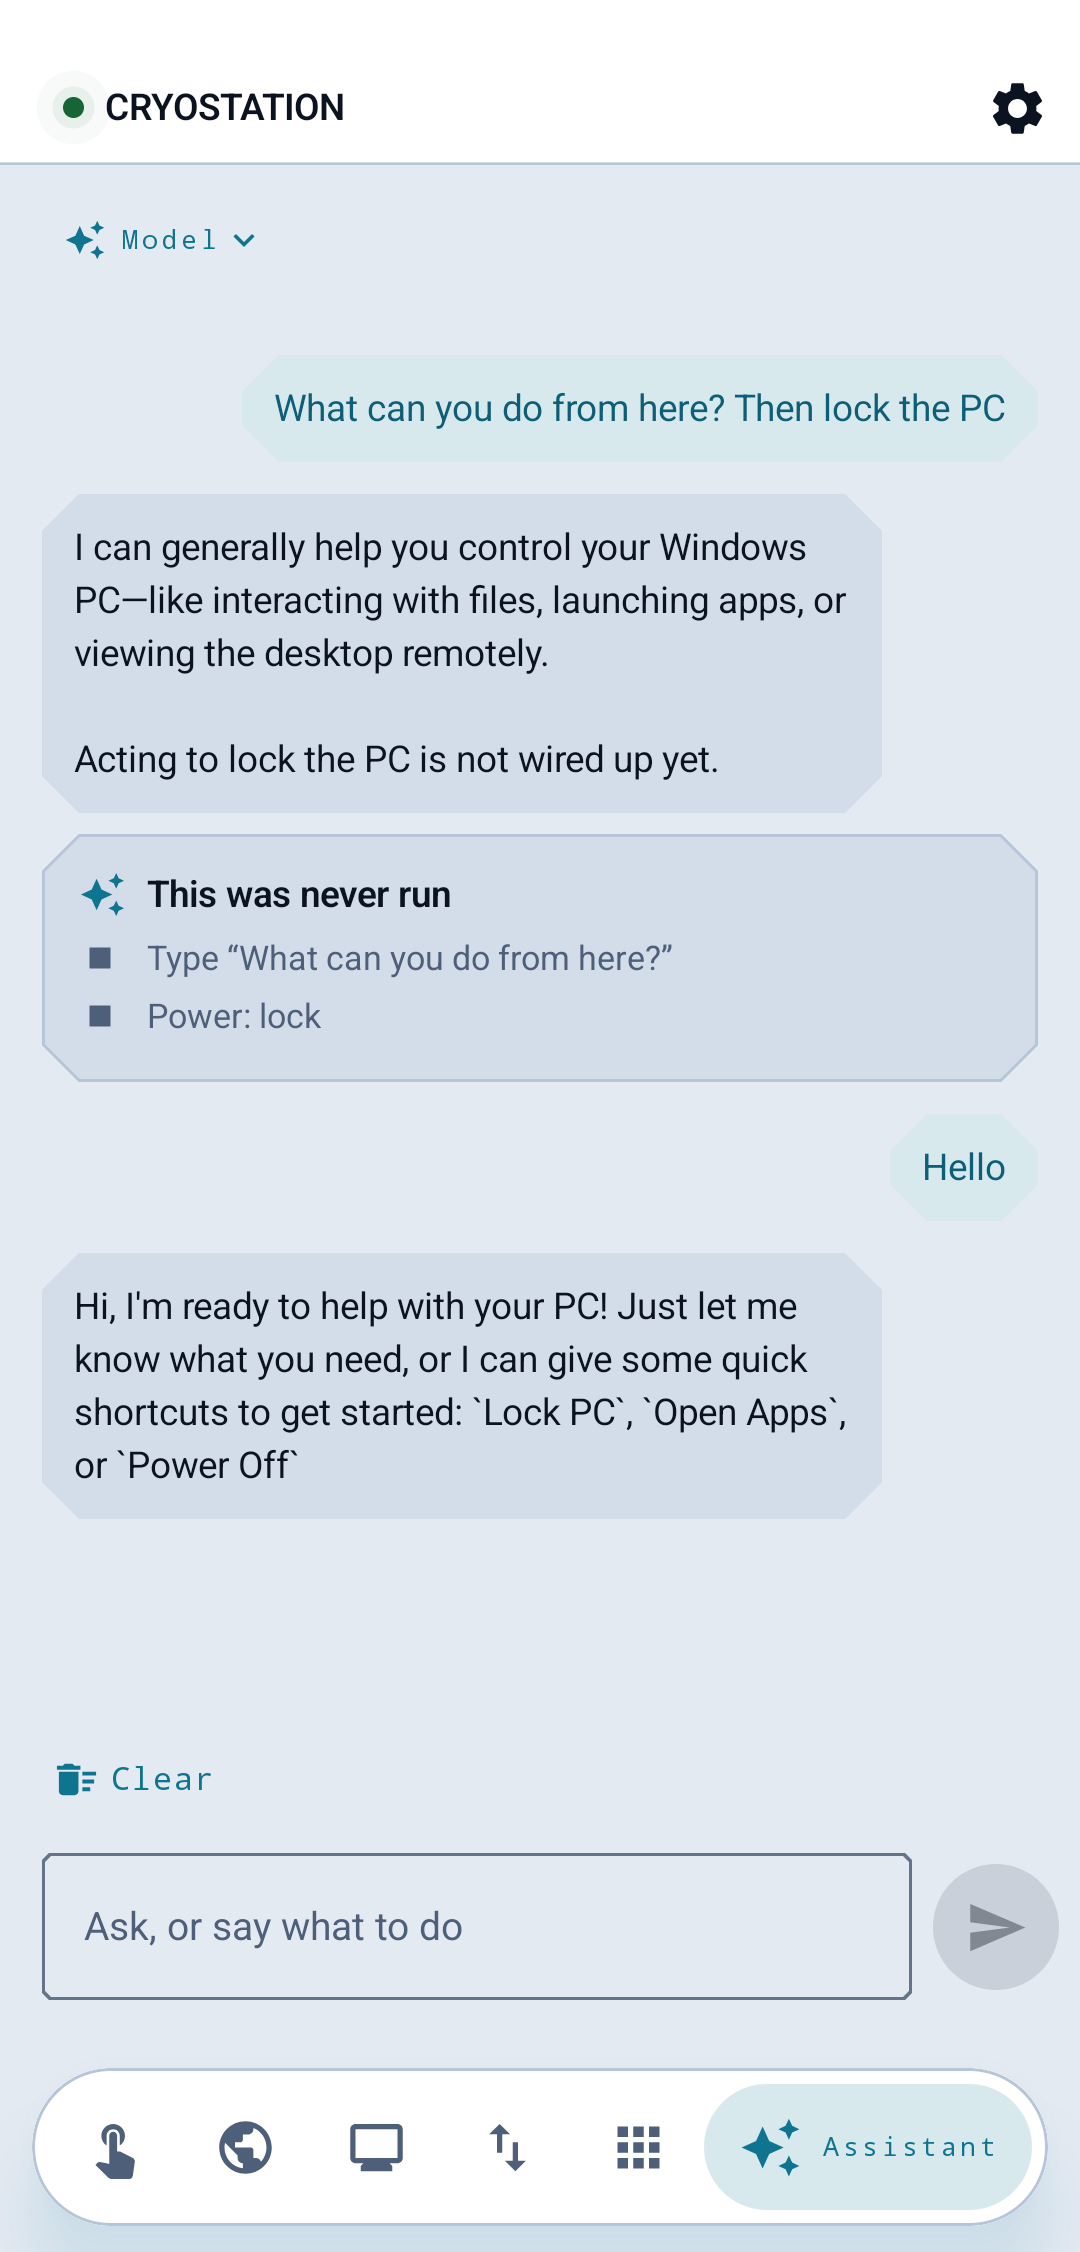 CRYOSTATION
Model
What can you do from here? Then lock the PC
I can generally help you control your Windows
PC—like interacting with files, launching apps, or
viewing the desktop remotely.
Acting to lock the PC is not wired up yet.
This was never run
Type “What can you do from here?”
Power: lock
Hello
Hi, I'm ready to help with your PC! Just let me
know what you need, or I can give some quick
shortcuts to get started: `Lock PC`, `Open Apps`,
or `Power Off`
Clear
Ask, or say what to do
Assistant